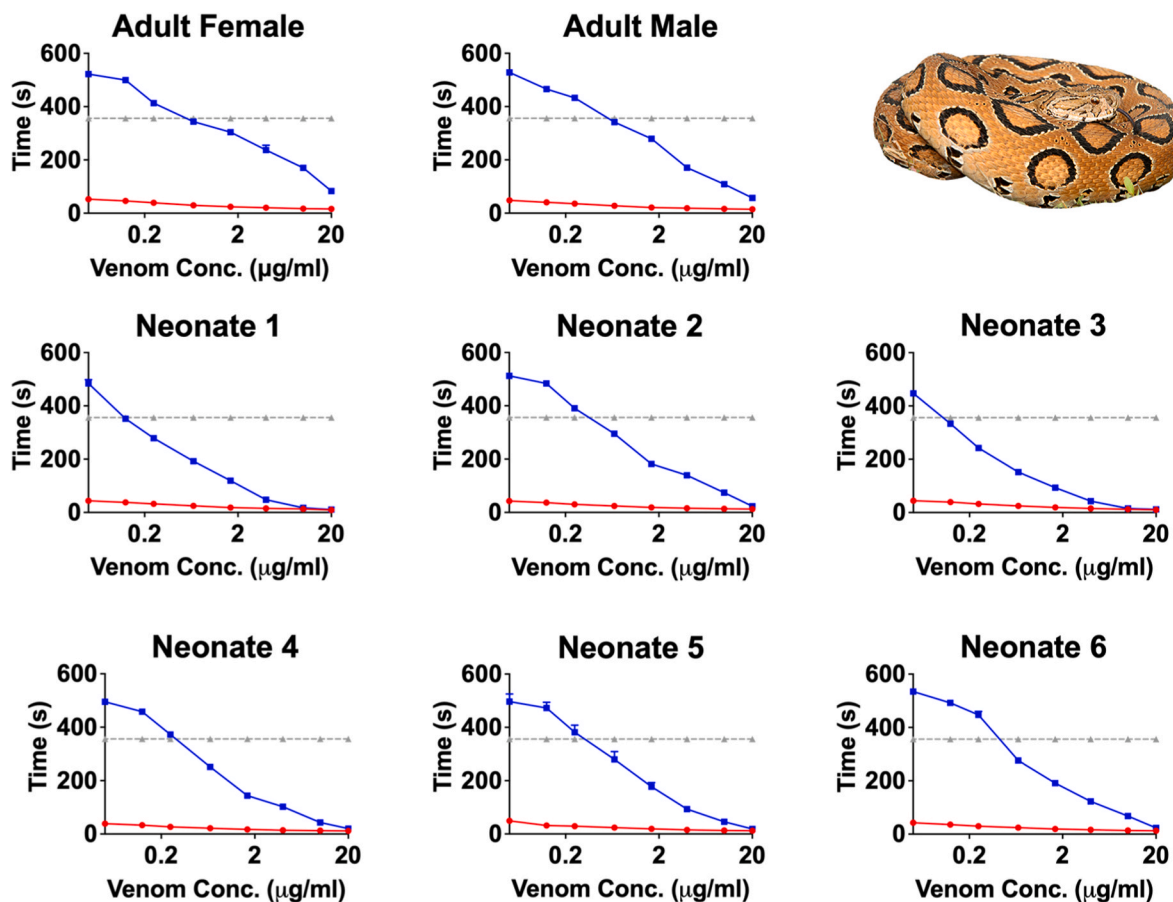 Adult Female
Adult Male
600
400
200
0
Time (s)
0.2 2 20
Venom Conc. (µg/ml)
600
400
200
0
Time (s)
0.2 2 20
Venom Conc. (µg/ml)
Neonate 1
Neonate 2
Neonate 3
600
400
200
0
Time (s)
0.2 2 20
Venom Conc. (µg/ml)
600
400
200
0
Time (s)
0.2 2 20
Venom Conc. (µg/ml)
600
400
200
0
Time (s)
0.2 2 20
Venom Conc. (µg/ml)
Neonate 4
Neonate 5
Neonate 6
600
400
200
0
Time (s)
0.2 2 20
Venom Conc. (µg/ml)
600
400
200
0
Time (s)
0.2 2 20
Venom Conc. (µg/ml)
600
400
200
0
Time (s)
0.2 2 20
Venom Conc. (µg/ml)